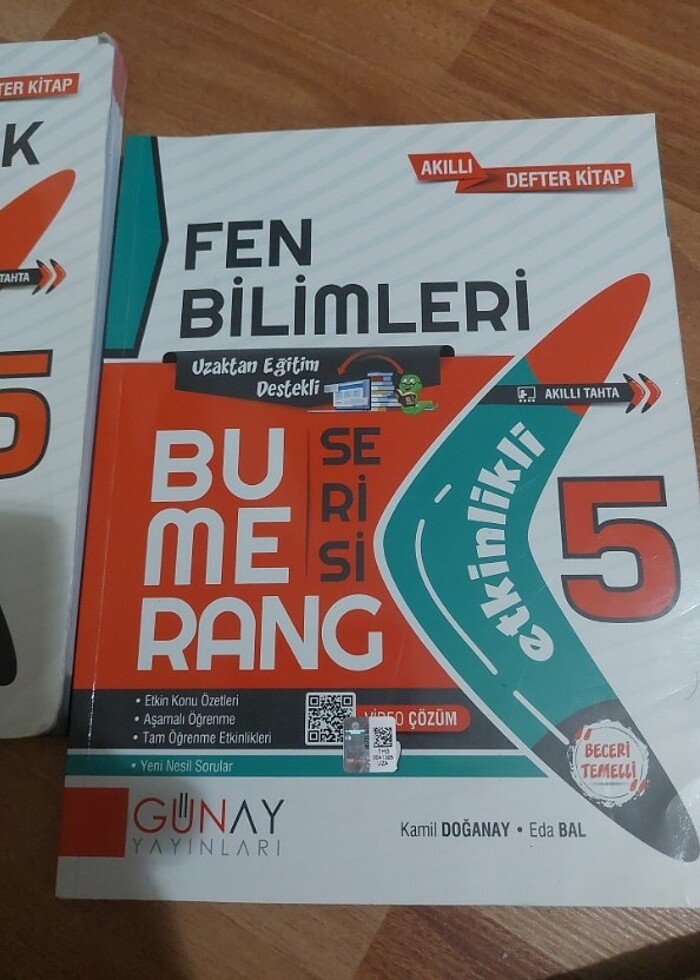 TER KİTAP
K
TAHTA
5
AKILLI
DEFTER KİTAP
FEN
BİLİMLERİ
Uzaktan Eğitim
Destekli
AKILLI TAHTA
BU
ME
RANG
SE
Rİ
Sİ
etkinlikli
5
• Etkin Konu Özetleri
• Aşamalı Öğrenme
• Tam Öğrenme Etkinlikleri
• Yeni Nesil Sorular
VİDEO ÇÖZÜM
BECERİ
TEMELLİ
GÜNAY
YAYINLARI
Kamil DOĞANAY • Eda BAL